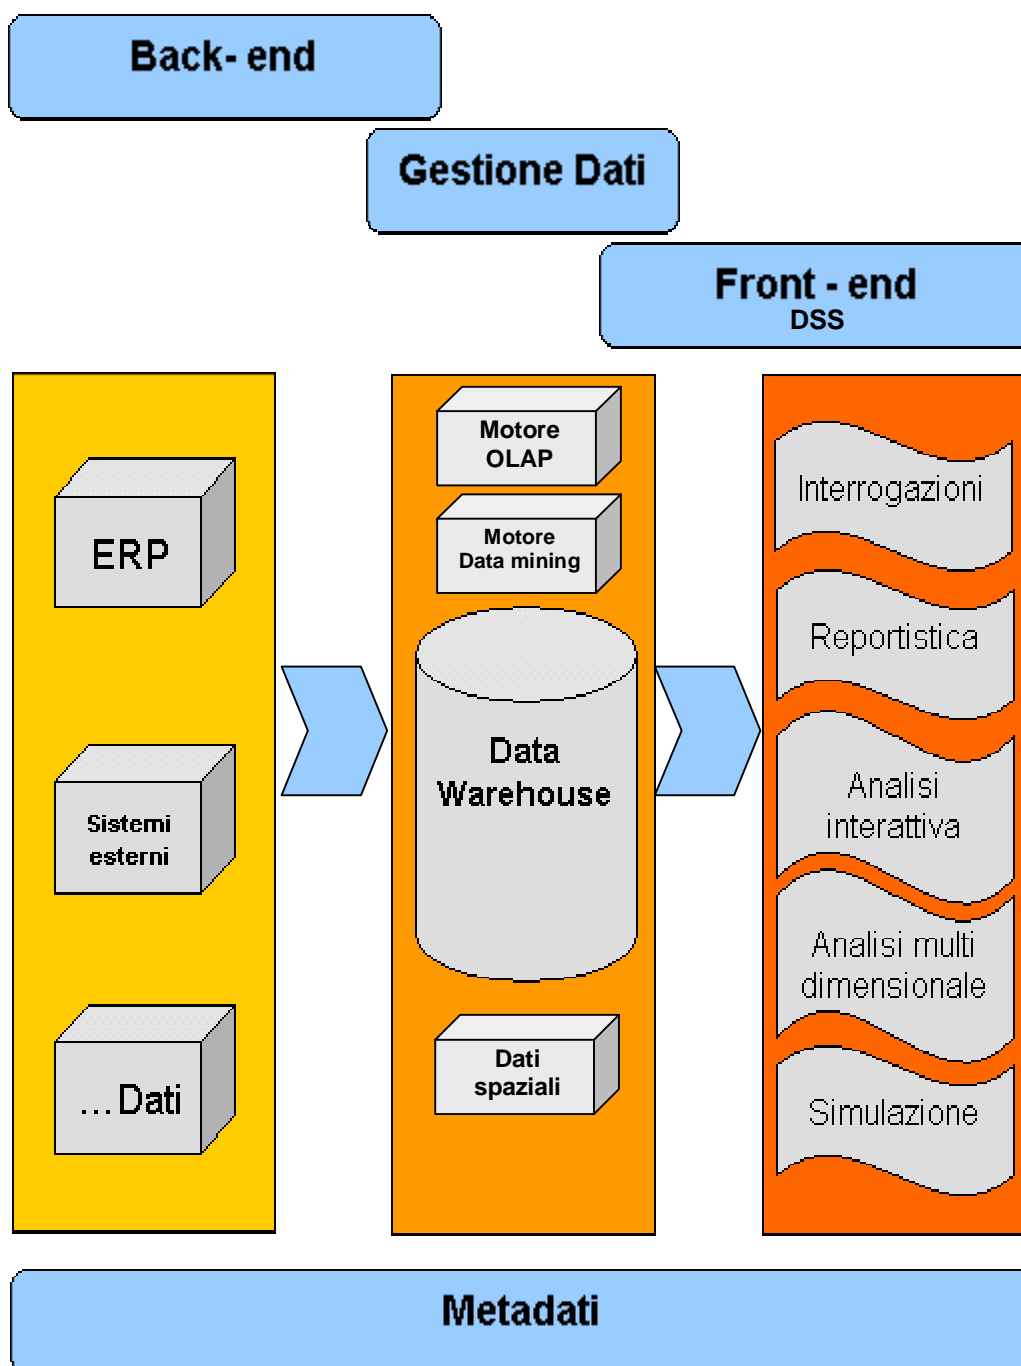 Back- end
Gestione Dati
Front - end
DSS
ERP
Sistemi
esterni
...Dati
Motore
OLAP
Motore
Data mining
Data
Warehouse
Dati
spaziali
Interrogazioni
Reportistica
Analisi
interattiva
Analisi multi
dimensionale
Simulazione
Metadati